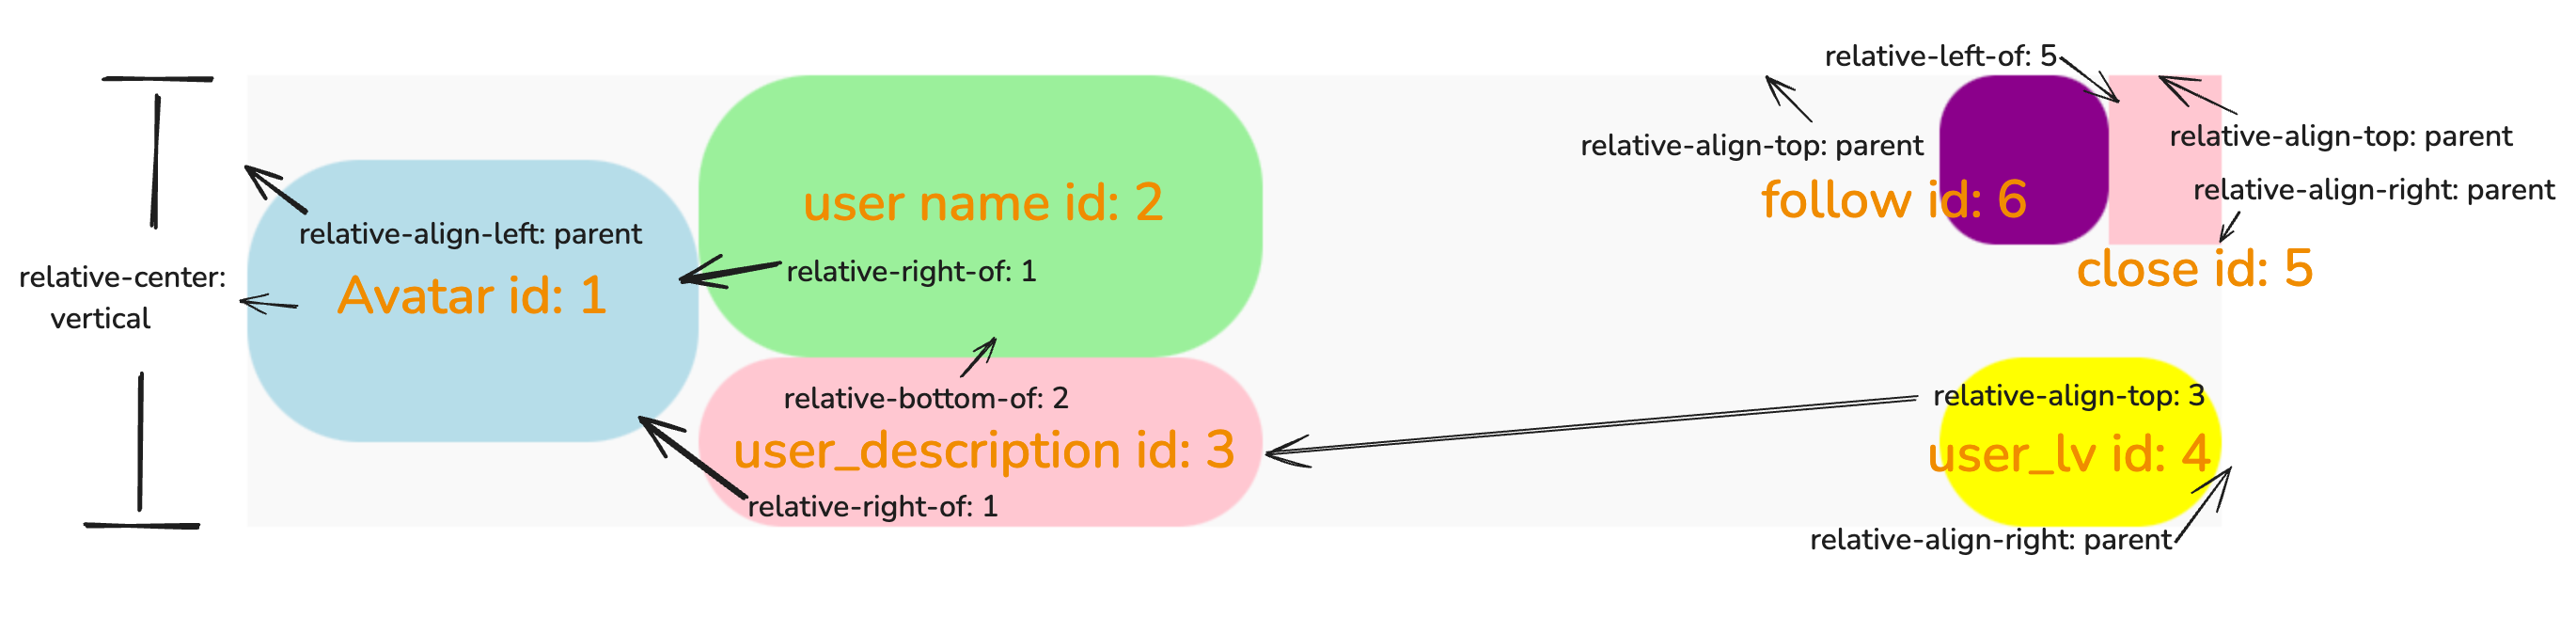 relative-left-of: 5
relative-align-top: parent
relative-align-top: parent
relative-align-right: parent
user name id: 2
follow id: 6
relative-align-left: parent
relative-center:
vertical
Avatar id: 1
relative-right-of: 1
close id: 5
relative-bottom-of: 2
relative-align-top: 3
user_description id: 3
user_lv id: 4
relative-right-of: 1
relative-align-right: parent